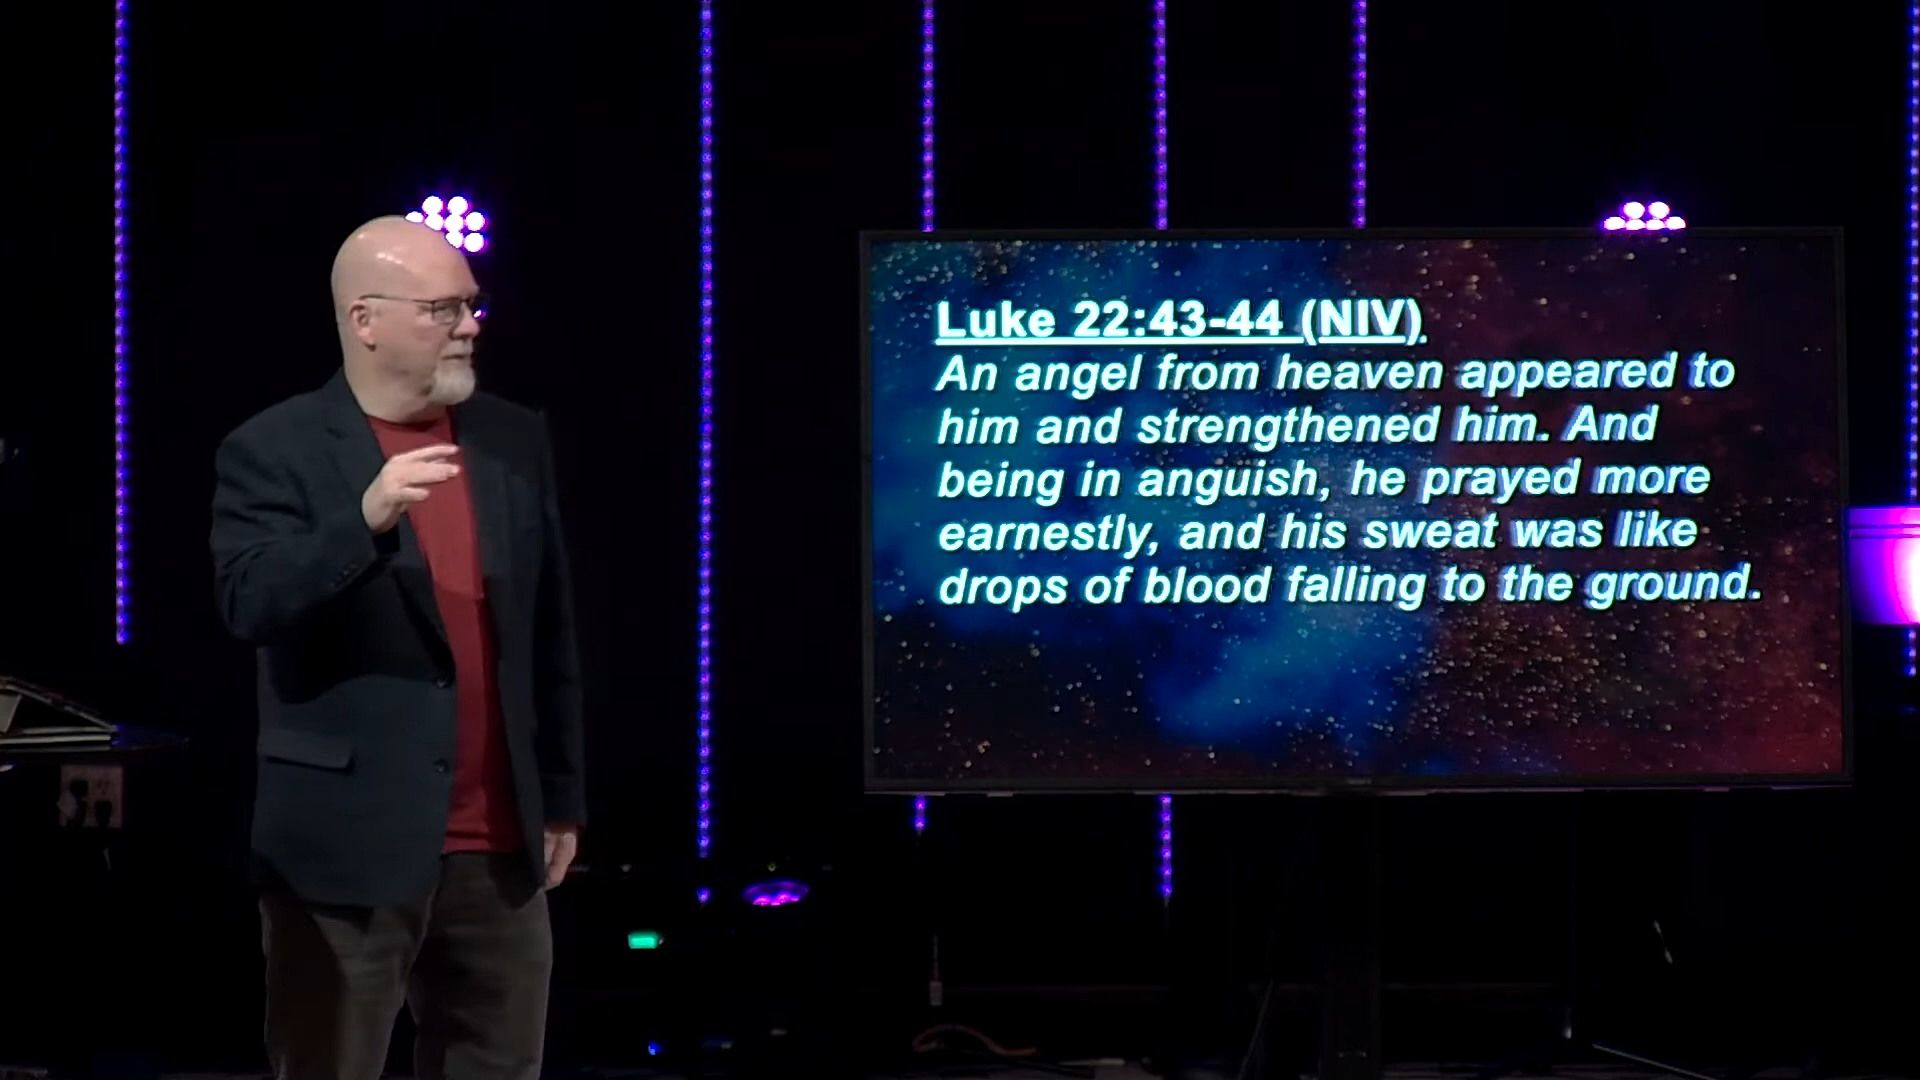 Luke 22:43-44 (NIV)
An angel from heaven appeared to
him and strengthened him. And
being in anguish, he prayed more
earnestly, and his sweat was like
drops of blood falling to the ground.